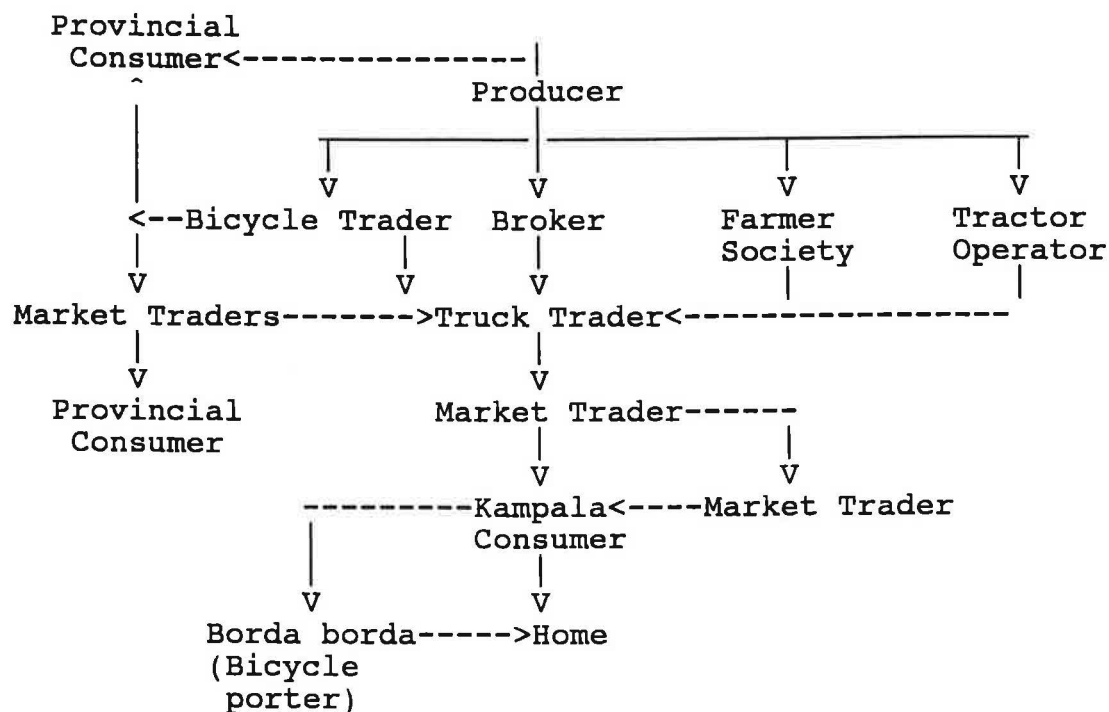 Provincial
Consumer<--------------- |
^ Producer
V V V V
<--Bicycle Trader Broker Farmer Tractor
Society Operator
V V V
Market Traders------->Truck Trader<-----------------
V V
Provincial Market Trader------
Consumer
V V
---------Kampala<----Market Trader
Consumer
V V
Borda borda----->Home
(Bicycle
porter)